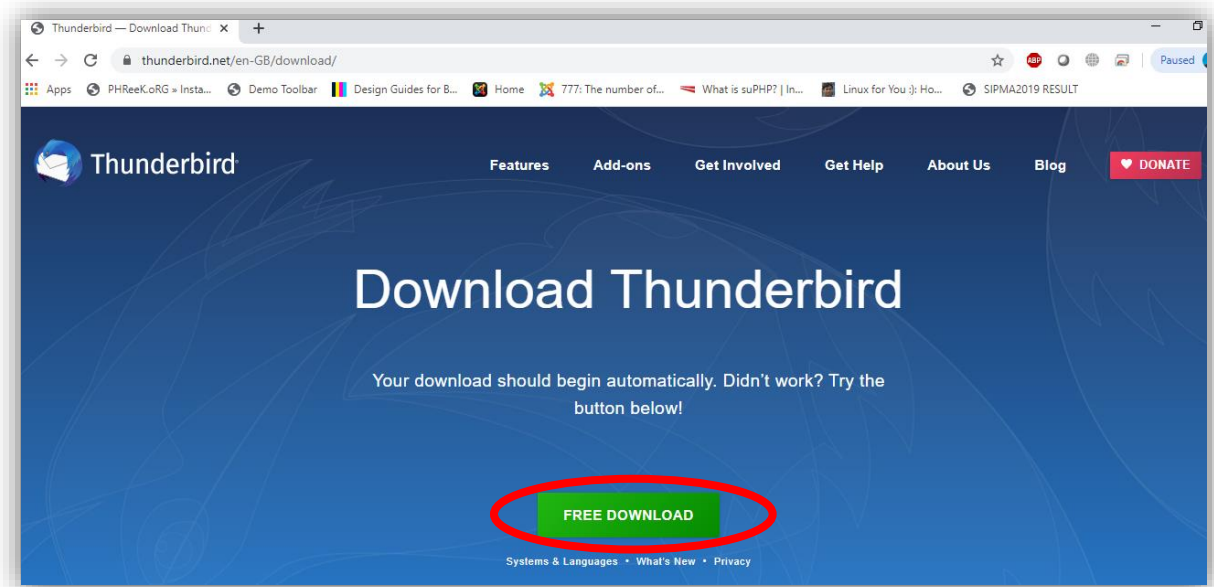 Thunderbird — Download Thund
thunderbird.net/en-GB/download/
ABP
Paused
Apps PHReeK.oRG » Insta... Demo Toolbar Design Guides for B... Home 777: The number of... What is suPHP? | In... Linux for You :): Ho... SIPMA2019 RESULT
Thunderbird Features Add-ons Get Involved Get Help About Us Blog DONATE
Download Thunderbird
Your download should begin automatically. Didn't work? Try the
button below!
FREE DOWNLOAD
Systems & Languages • What's New • Privacy